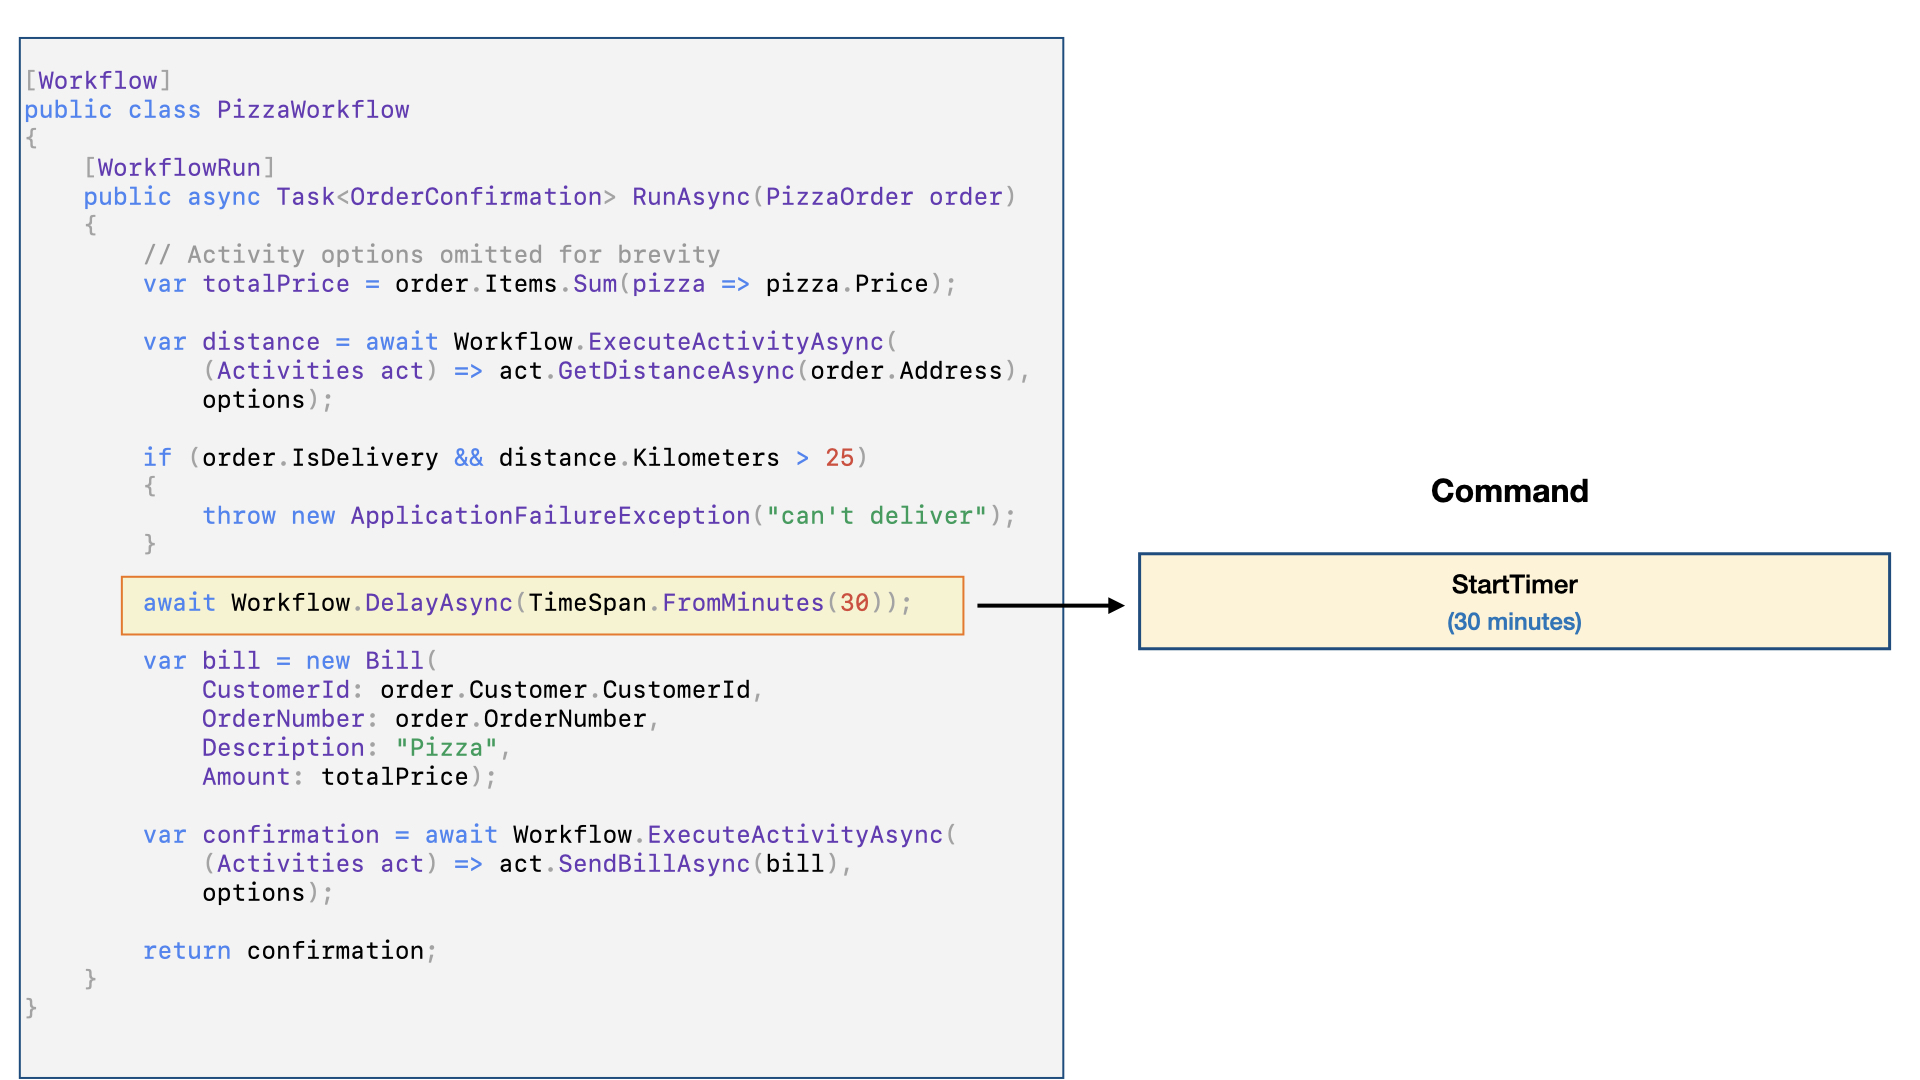 [Workflow]
public class PizzaWorkflow
{
    [WorkflowRun]
    public async Task<OrderConfirmation> RunAsync(PizzaOrder order)
    {
        // Activity options omitted for brevity
        var totalPrice = order.Items.Sum(pizza => pizza.Price);

        var distance = await Workflow.ExecuteActivityAsync(
            (Activities act) => act.GetDistanceAsync(order.Address),
            options);

        if (order.IsDelivery && distance.Kilometers > 25)
        {
            throw new ApplicationFailureException("can't deliver");
        }

        await Workflow.DelayAsync(TimeSpan.FromMinutes(30));

        var bill = new Bill(
            CustomerId: order.Customer.CustomerId,
            OrderNumber: order.OrderNumber,
            Description: "Pizza",
            Amount: totalPrice);

        var confirmation = await Workflow.ExecuteActivityAsync(
            (Activities act) => act.SendBillAsync(bill),
            options);

        return confirmation;
    }
}
Command
StartTimer
(30 minutes)